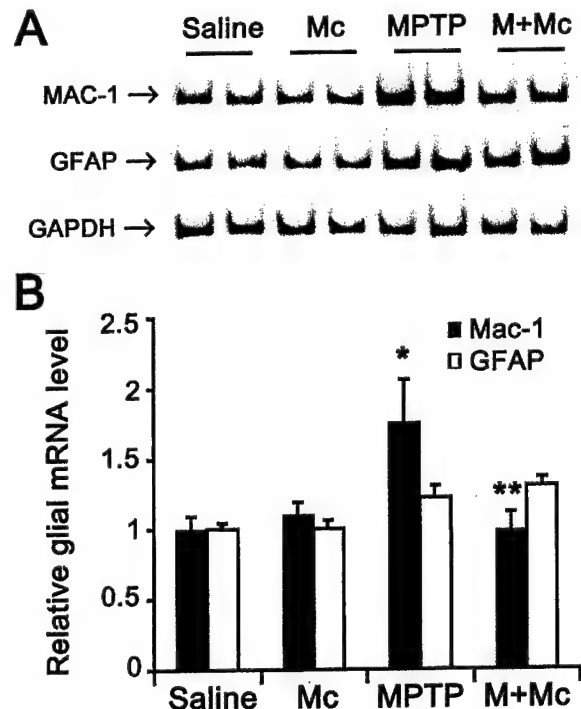 A
Saline Mc MPTP M+Mc
MAC-1 →
GFAP →
GAPDH →
B
Relative glial mRNA level
2.5
2
1.5
1
0.5
0
Mac-1
GFAP
*
**
Saline Mc MPTP M+Mc